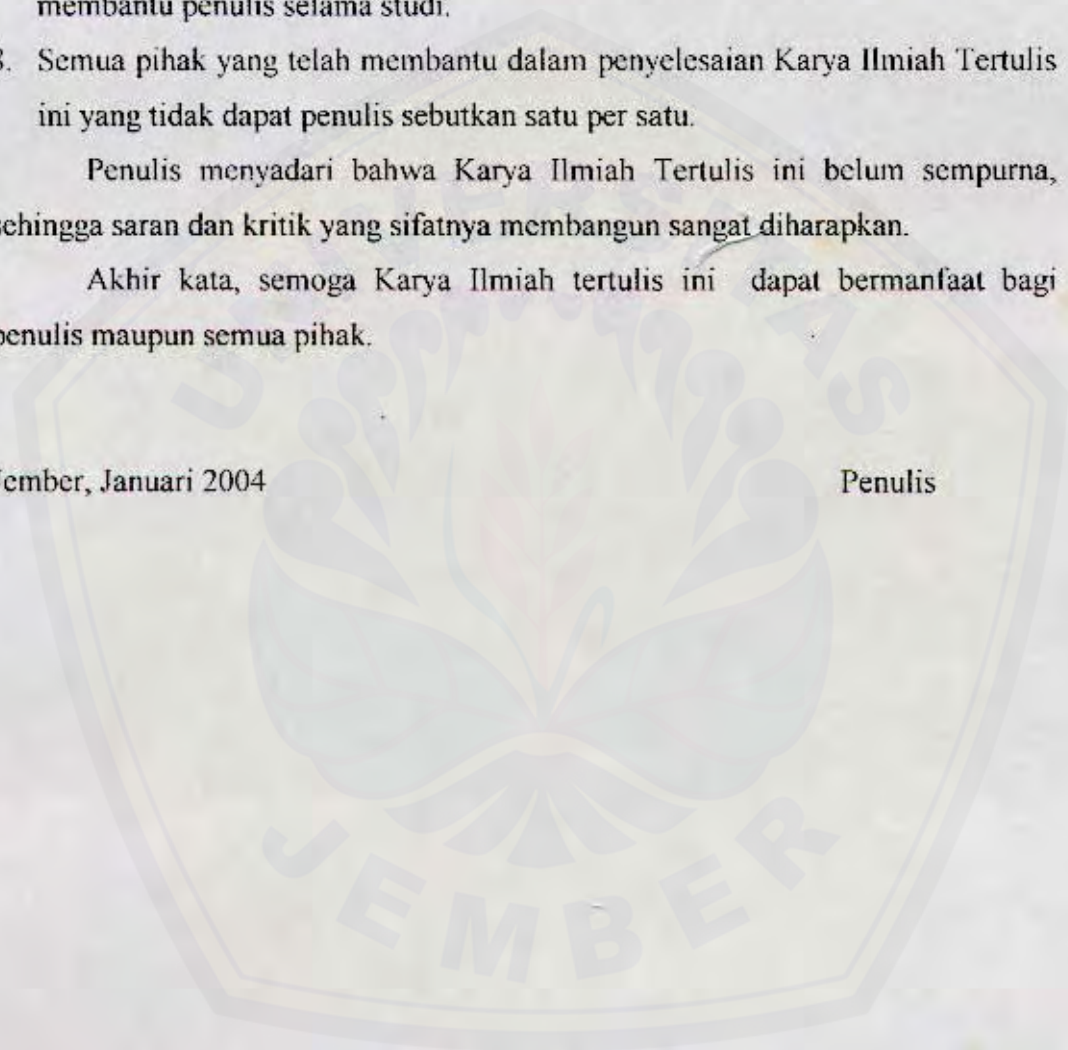 membantu penulis selama studi.
8. Semua pihak yang telah membantu dalam penyelesaian Karya Ilmiah Tertulis
ini yang tidak dapat penulis sebutkan satu per satu.
Penulis menyadari bahwa Karya Ilmiah Tertulis ini belum sempurna,
sehingga saran dan kritik yang sifatnya membangun sangat diharapkan.
Akhir kata, semoga Karya Ilmiah tertulis ini dapat bermanfaat bagi
penulis maupun semua pihak.
Jember, Januari 2004 Penulis
UNIVERSITAS
JEMBER